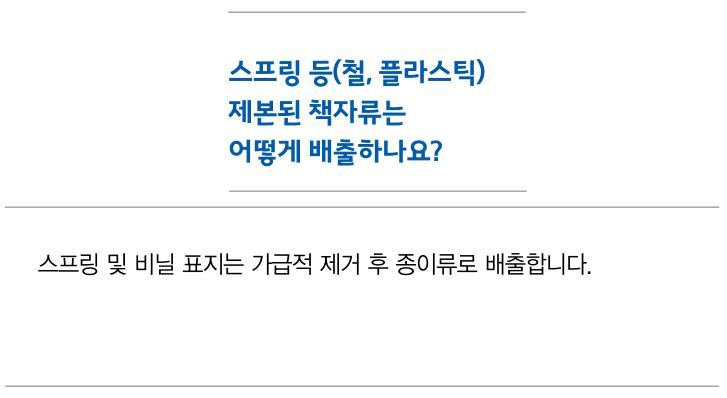 스프링 등(철, 플라스틱)
제본된 책자류는
어떻게 배출하나요?
스프링 및 비닐 표지는 가급적 제거 후 종이류로 배출합니다.